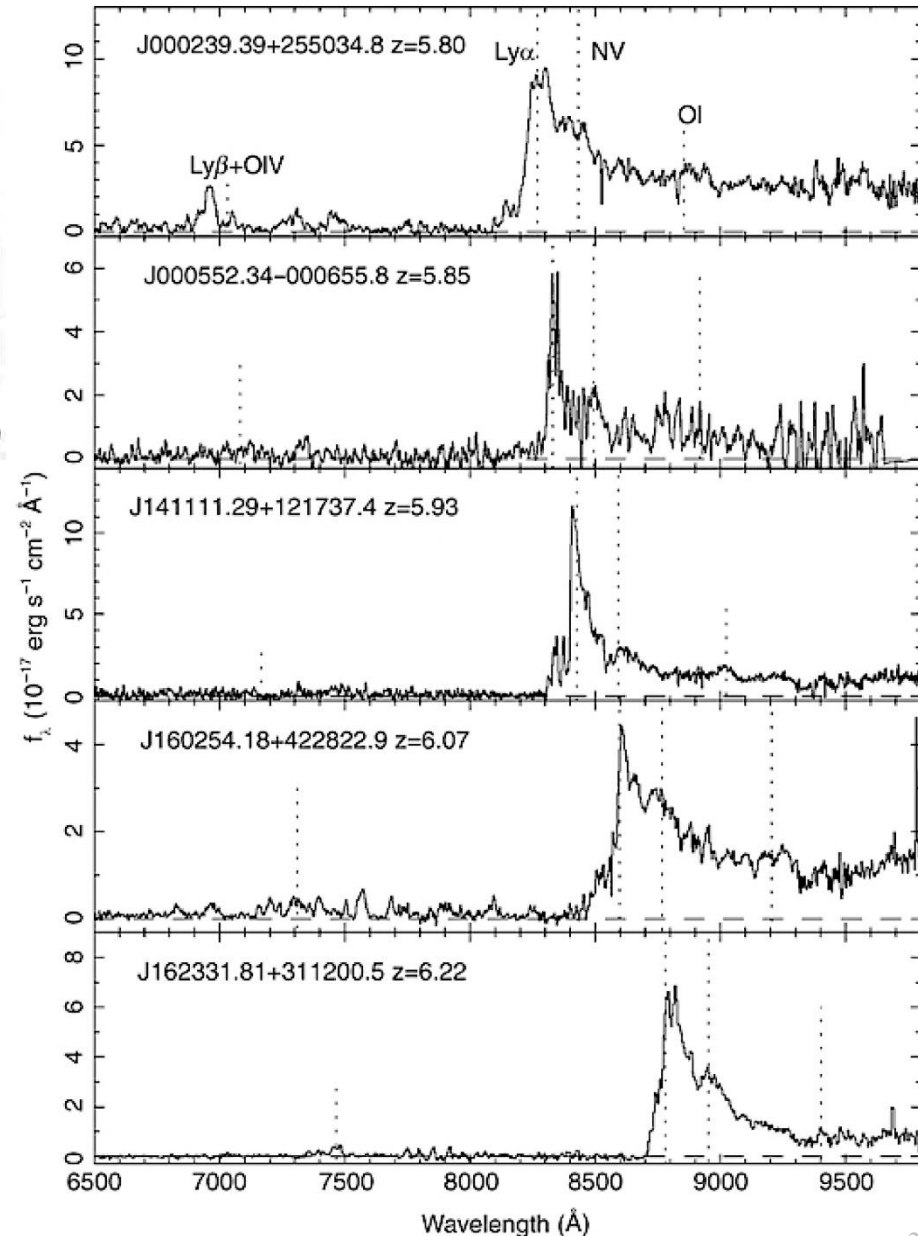 J000239.39+255034.8 z=5.80
Lyα
NV
OI
Lyβ+OIV
10
5
0
J000552.34−000655.8 z=5.85
6
4
2
0
J141111.29+121737.4 z=5.93
10
5
0
J160254.18+422822.9 z=6.07
4
2
0
J162331.81+311200.5 z=6.22
8
6
4
2
0
fλ (10⁻¹⁷ erg s⁻¹ cm⁻² Å⁻¹)
6500 7000 7500 8000 8500 9000 9500
Wavelength (Å)